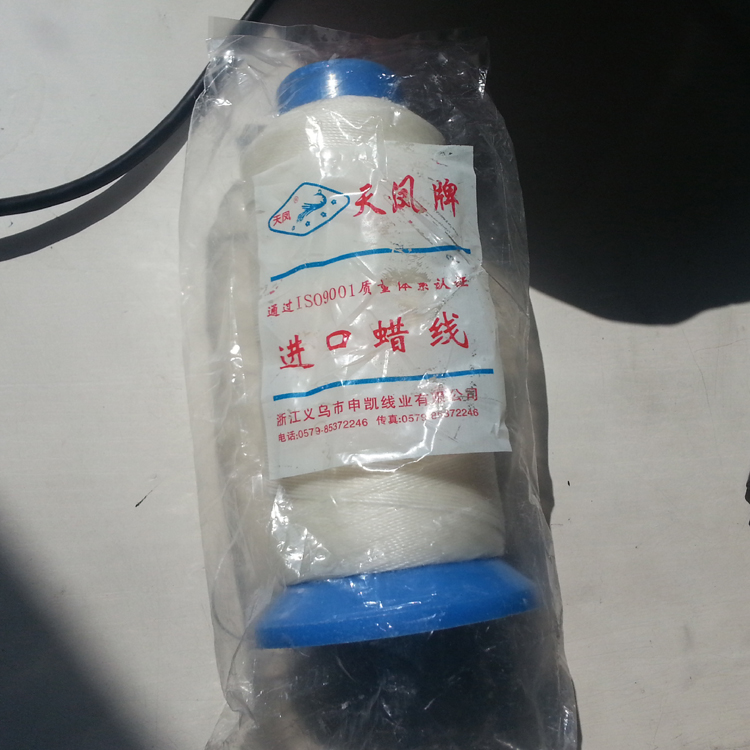 天凤
天凤牌
通过ISO9001质量体系认证
进口蜡线
浙江义乌市申凯线业有限公司
电话:0579-85372246 传真:0579-85372246